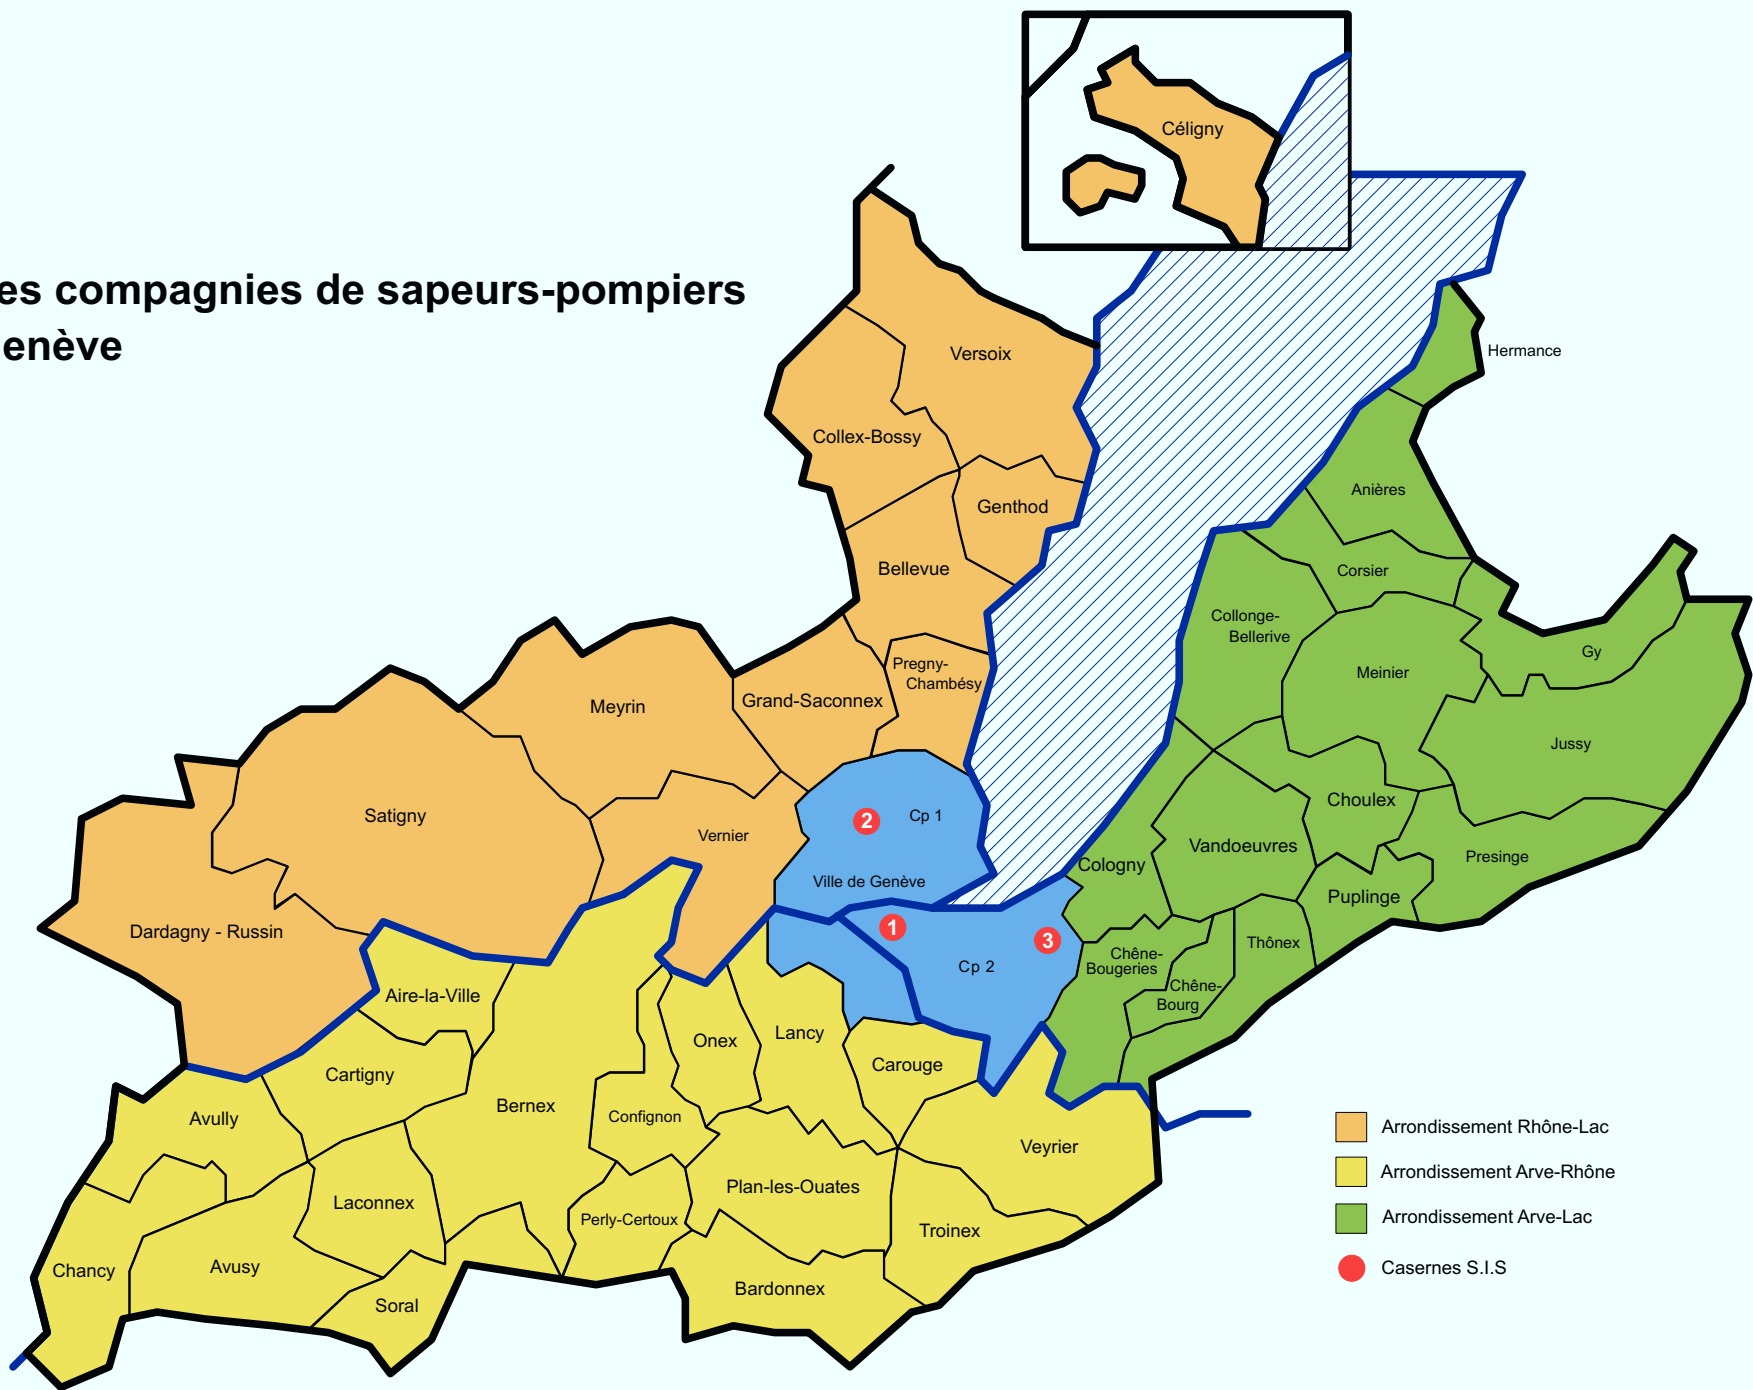 Céligny
es compagnies de sapeurs-pompiers
enève
Versoix
Hermance
Collex-Bossy
Anières
Genthod
Bellevue
Corsier
Collonge-
Bellerive
Gy
Pregny-
Chambésy
Meinier
Grand-Saconnex
Meyrin
Jussy
Choulex
Satigny
2
Cp 1
Vernier
Vandoeuvres
Presinge
Cologny
Ville de Genève
Puplinge
1
3
Dardagny - Russin
Thônex
Cp 2
Chêne-
Bougeries
Chêne-
Bourg
Aire-la-Ville
Onex
Lancy
Carouge
Cartigny
Bernex
Confignon
Avully
Veyrier
Arrondissement Rhône-Lac
Arrondissement Arve-Rhône
Arrondissement Arve-Lac
Casernes S.I.S
Plan-les-Ouates
Laconnex
Perly-Certoux
Troinex
Chancy
Avusy
Bardonnex
Soral